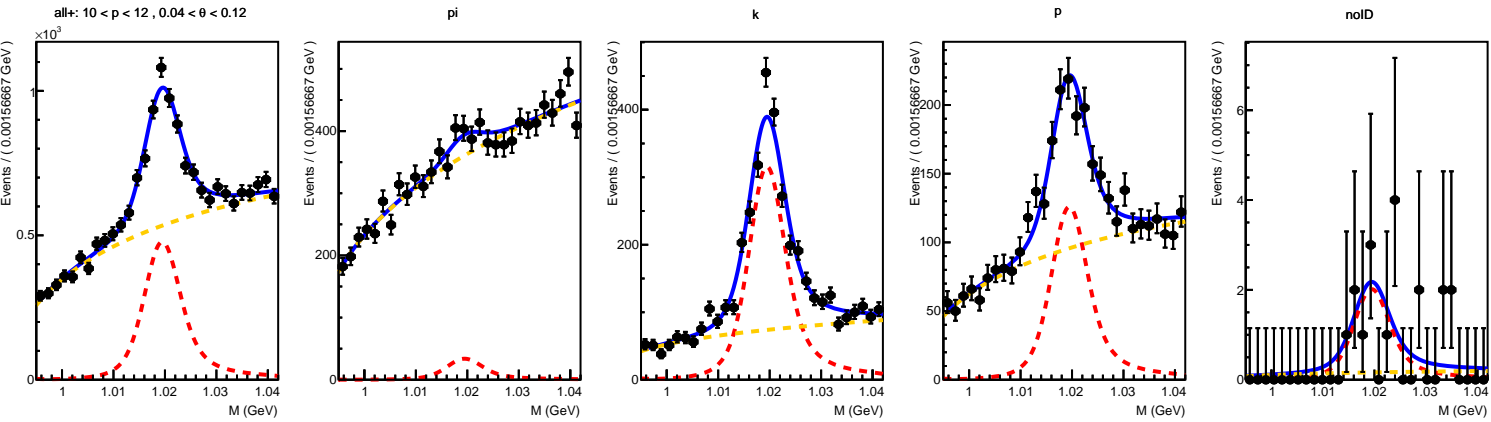 all+: 10 < p < 12 , 0.04 < θ < 0.12
×10³
Events / ( 0.00156667 GeV )
1
0.5
0
1 1.01 1.02 1.03 1.04
M (GeV)
pi
Events / ( 0.00156667 GeV )
400
300
200
100
0
1 1.01 1.02 1.03 1.04
M (GeV)
k
Events / ( 0.00156667 GeV )
400
200
0
1 1.01 1.02 1.03 1.04
M (GeV)
p
Events / ( 0.00156667 GeV )
200
150
100
50
0
1 1.01 1.02 1.03 1.04
M (GeV)
noID
Events / ( 0.00156667 GeV )
6
4
2
0
1 1.01 1.02 1.03 1.04
M (GeV)